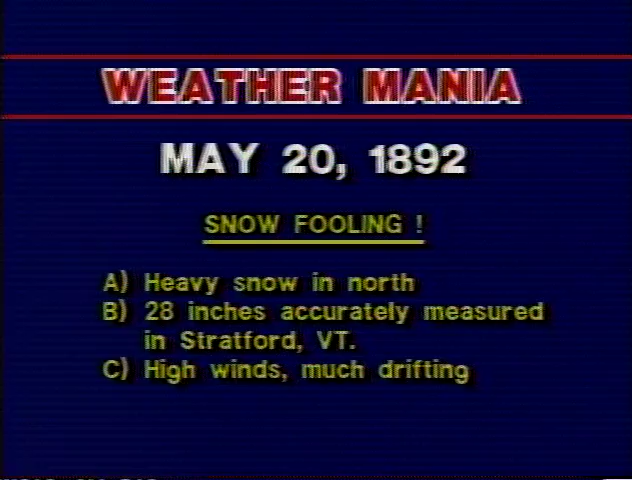 WEATHER MANIA
MAY 20, 1892
SNOW FOOLING !
A) Heavy snow in north
B) 28 inches accurately measured
in Stratford, VT.
C) High winds, much drifting